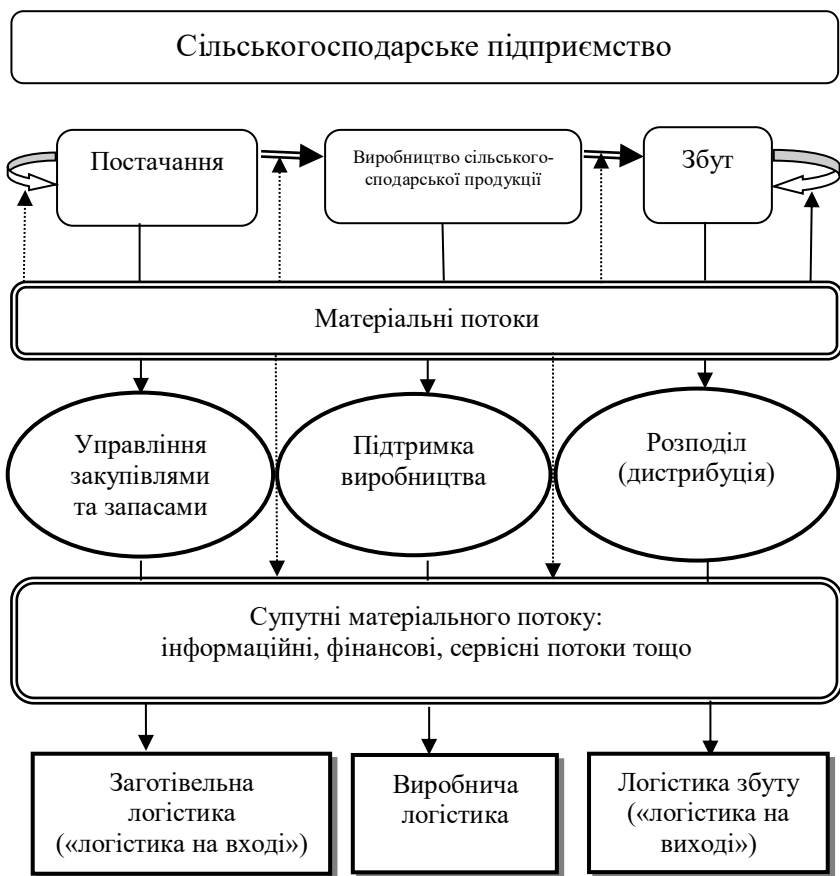 Сільськогосподарське підприємство
Постачання
Виробництво сільського-
сподарської продукції
Збут
Матеріальні потоки
Управління
закупівлями
та запасами
Підтримка
виробництва
Розподіл
(дистрибуція)
Супутні матеріального потоку:
інформаційні, фінансові, сервісні потоки тощо
Заготівельна
логістика
(«логістика на вході»)
Виробнича
логістика
Логістика збуту
(«логістика на
виході»)